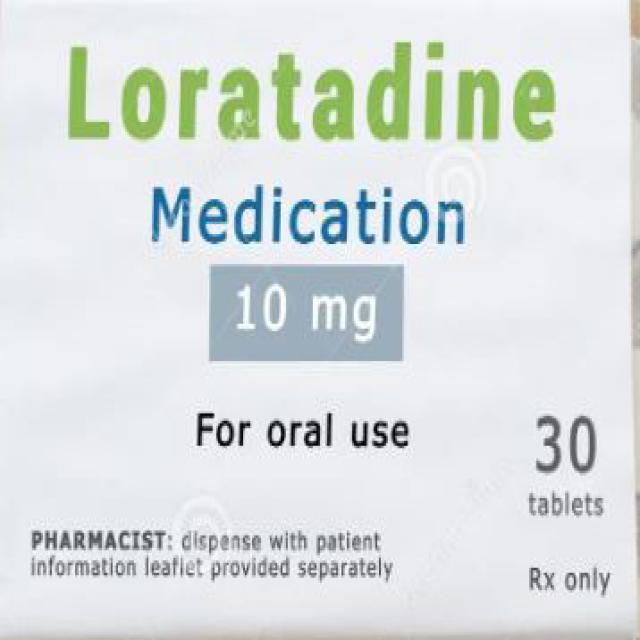 Loratadine
Medication
10 mg
For oral use
30
tablets
PHARMACIST: dispense with patient
information leaflet provided separately
Rx only